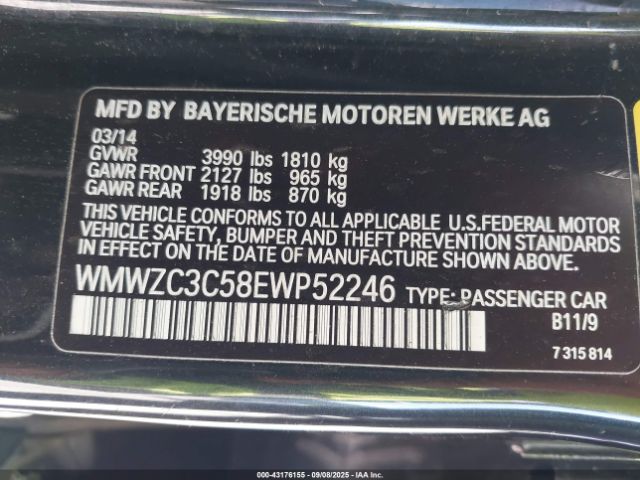 MFD BY BAYERISCHE MOTOREN WERKE AG
03/14
GVWR 3990 lbs 1810 kg
GAWR FRONT 2127 lbs 965 kg
GAWR REAR 1918 lbs 870 kg
THIS VEHICLE CONFORMS TO ALL APPLICABLE U.S.FEDERAL MOTOR
VEHICLE SAFETY, BUMPER AND THEFT PREVENTION STANDARDS
IN EFFECT ON THE DATE OF MANUFACTURE SHOWN ABOVE.
WMWZC3C58EWP52246 TYPE: PASSENGER CAR
B11/9
7 315 814
000-43176155 - 09/08/2025 - IAAI.COM